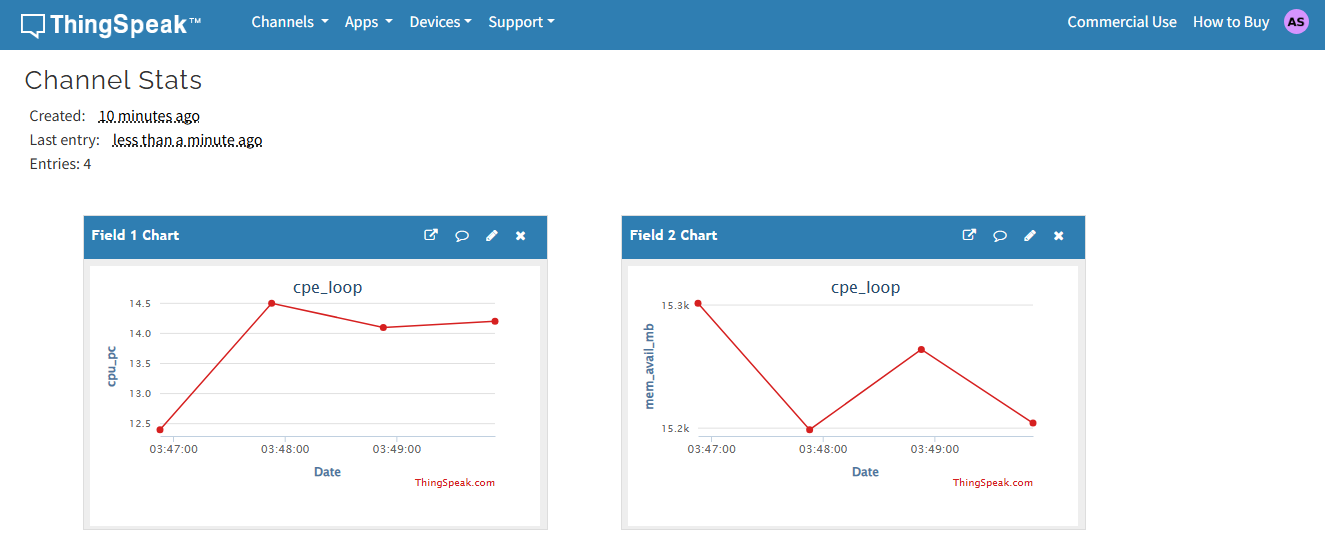 ThingSpeak™ Channels Apps Devices Support Commercial Use How to Buy AS
Channel Stats
Created: 10 minutes ago
Last entry: less than a minute ago
Entries: 4
Field 1 Chart
cpe_loop
cpu_pc
14.5
14.0
13.5
13.0
12.5
03:47:00 03:48:00 03:49:00
Date
ThingSpeak.com
Field 2 Chart
cpe_loop
mem_avail_mb
15.3k
15.2k
03:47:00 03:48:00 03:49:00
Date
ThingSpeak.com